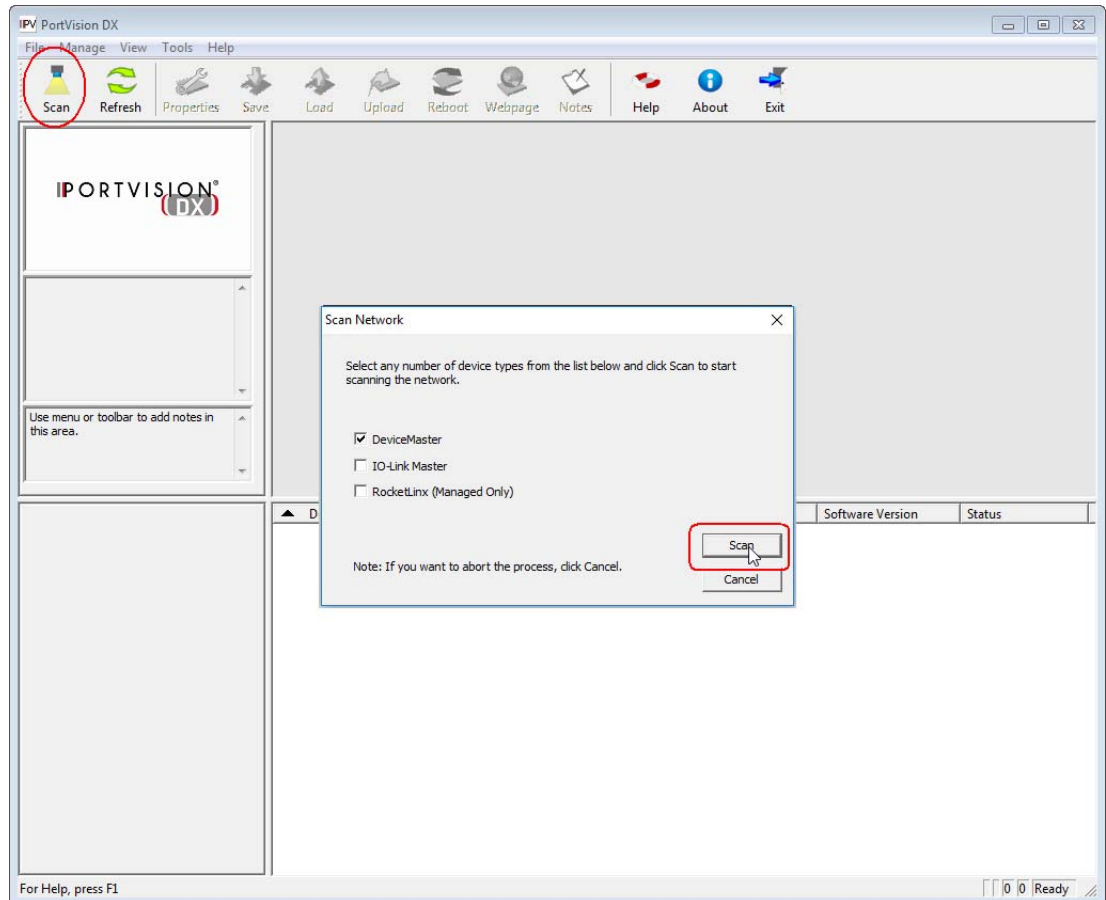 IPV PortVision DX
File Manage View Tools Help
Scan Refresh Properties Save Load Upload Reboot Webpage Notes Help About Exit
IPORTVISION®
(DX)
Use menu or toolbar to add notes in
this area.
Scan Network
Select any number of device types from the list below and click Scan to start
scanning the network.
DeviceMaster
IO-Link Master
RocketLinx (Managed Only)
Scan
Note: If you want to abort the process, click Cancel.
Cancel
D Software Version Status
For Help, press F1
0 0 Ready